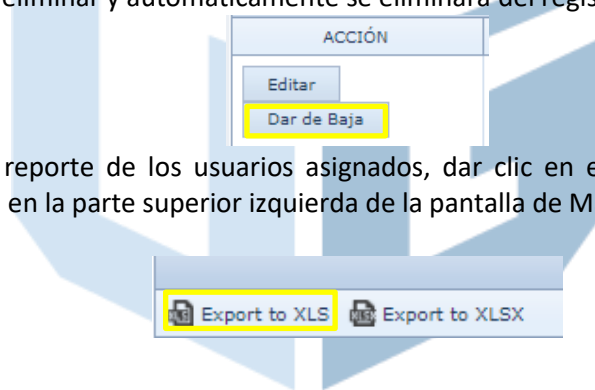 eliminar y automáticamente se eliminará del regis
ACCIÓN
Editar
Dar de Baja
reporte de los usuarios asignados, dar clic en e
en la parte superior izquierda de la pantalla de M
Export to XLS Export to XLSX